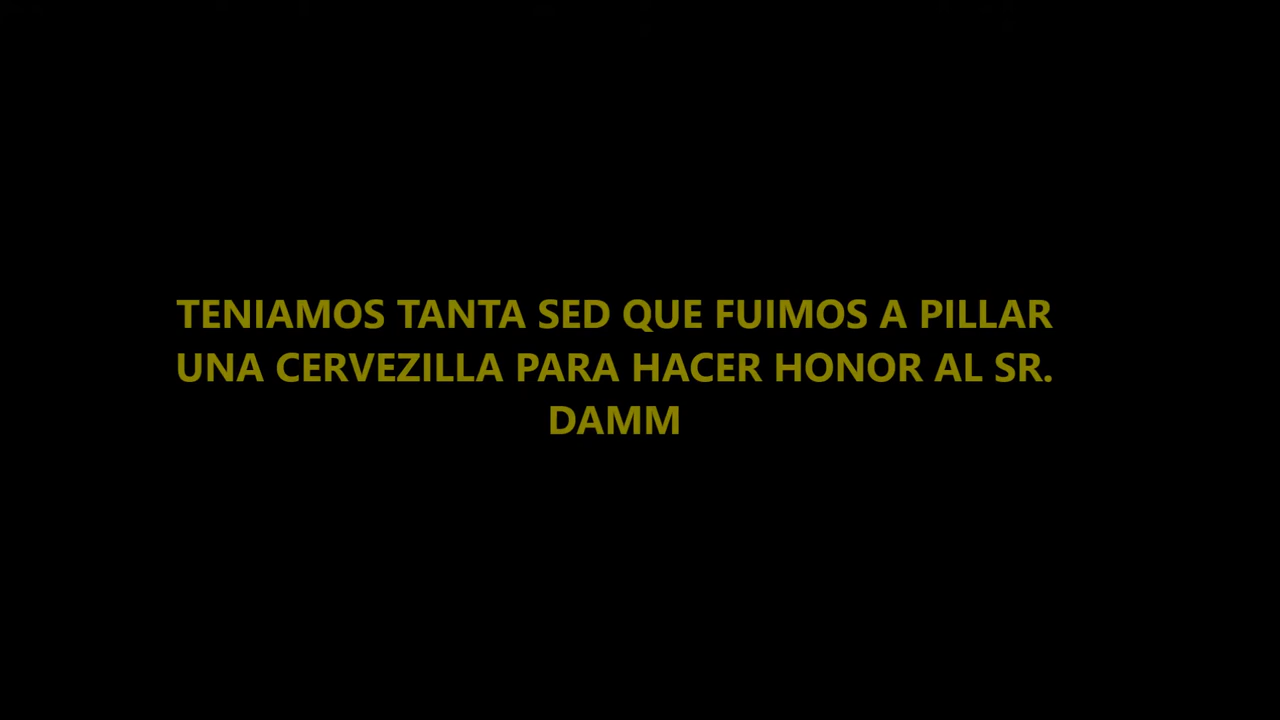 TENIAMOS TANTA SED QUE FUIMOS A PILLAR
UNA CERVEZILLA PARA HACER HONOR AL SR.
DAMM